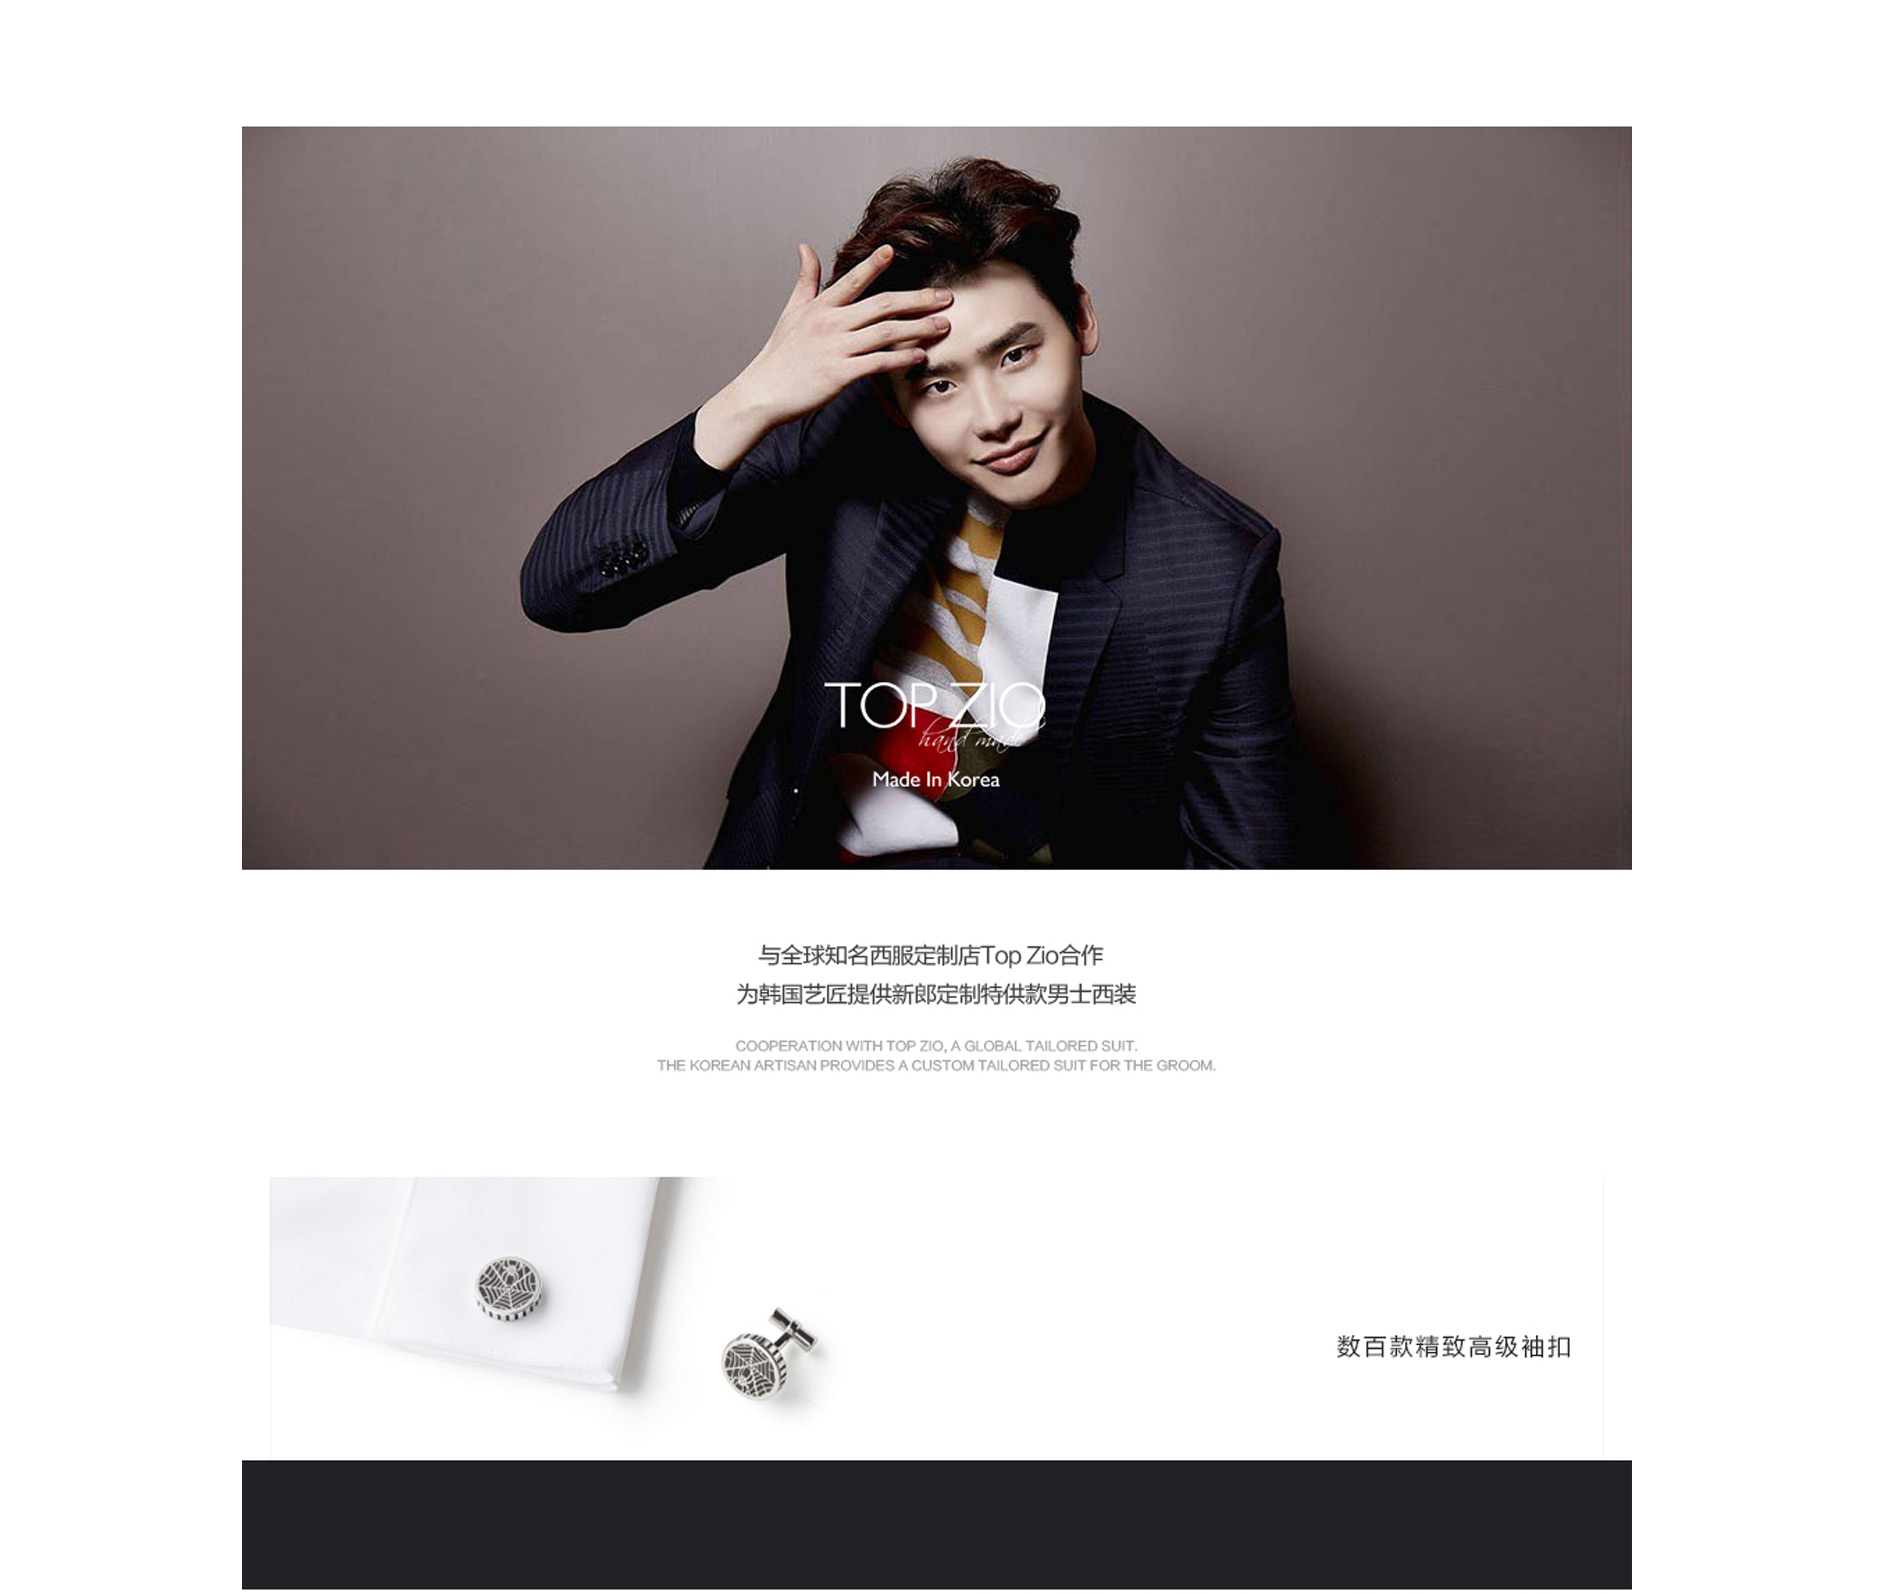 TOP ZIO
hand made
Made In Korea
与全球知名西服定制店Top Zio合作
为韩国艺匠提供新郎定制特供款男士西装
COOPERATION WITH TOP ZIO, A GLOBAL TAILORED SUIT.
THE KOREAN ARTISAN PROVIDES A CUSTOM TAILORED SUIT FOR THE GROOM.
数百款精致高级袖扣